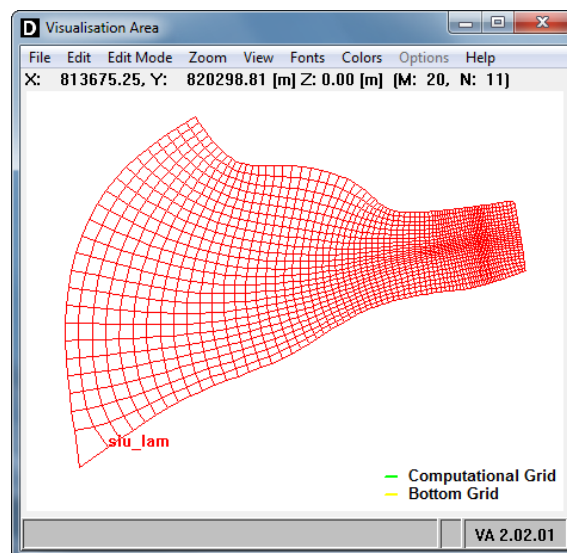 D Visualisation Area
File Edit Edit Mode Zoom View Fonts Colors Options Help
X: 813675.25, Y: 820298.81 [m] Z: 0.00 [m] (M: 20, N: 11)
siu_lam
Computational Grid
Bottom Grid
VA 2.02.01